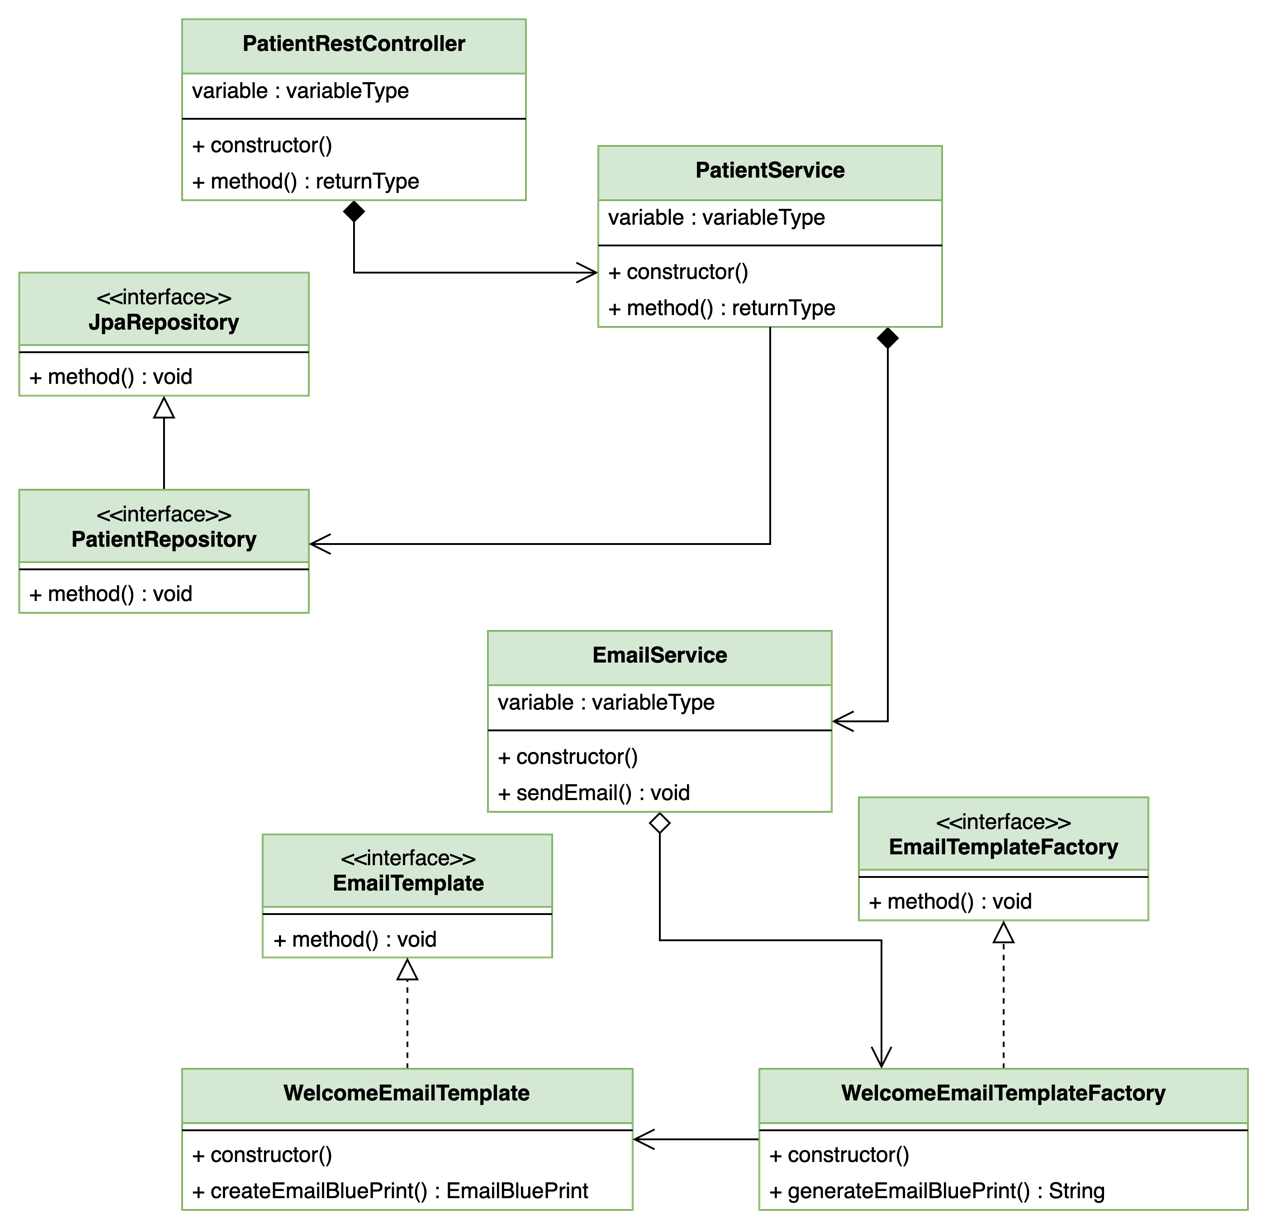 PatientRestController
variable : variableType
+ constructor()
+ method() : returnType
PatientService
variable : variableType
+ constructor()
+ method() : returnType
<<interface>>
JpaRepository
+ method() : void
<<interface>>
PatientRepository
+ method() : void
EmailService
variable : variableType
+ constructor()
+ sendEmail() : void
<<interface>>
EmailTemplateFactory
+ method() : void
<<interface>>
EmailTemplate
+ method() : void
WelcomeEmailTemplate
+ constructor()
+ createEmailBluePrint() : EmailBluePrint
WelcomeEmailTemplateFactory
+ constructor()
+ generateEmailBluePrint() : String